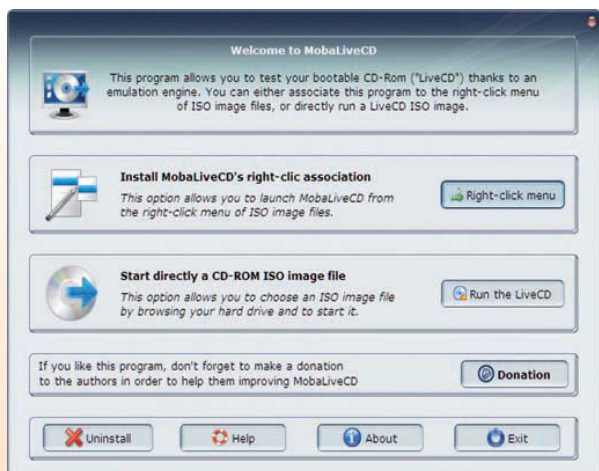 Welcome to MobaLiveCD
This program allows you to test your bootable CD-Rom ("LiveCD") thanks to an
emulation engine. You can either associate this program to the right-click menu
of ISO image files, or directly run a LiveCD ISO image.
Install MobaLiveCD's right-clic association
This option allows you to launch MobaLiveCD from
the right-click menu of ISO image files.
Right-click menu
Start directly a CD-ROM ISO image file
This option allows you to choose an ISO image file
by browsing your hard drive and to start it.
Run the LiveCD
If you like this program, don't forget to make a donation
to the authors in order to help them improving MobaLiveCD
Donation
Uninstall
Help
About
Exit